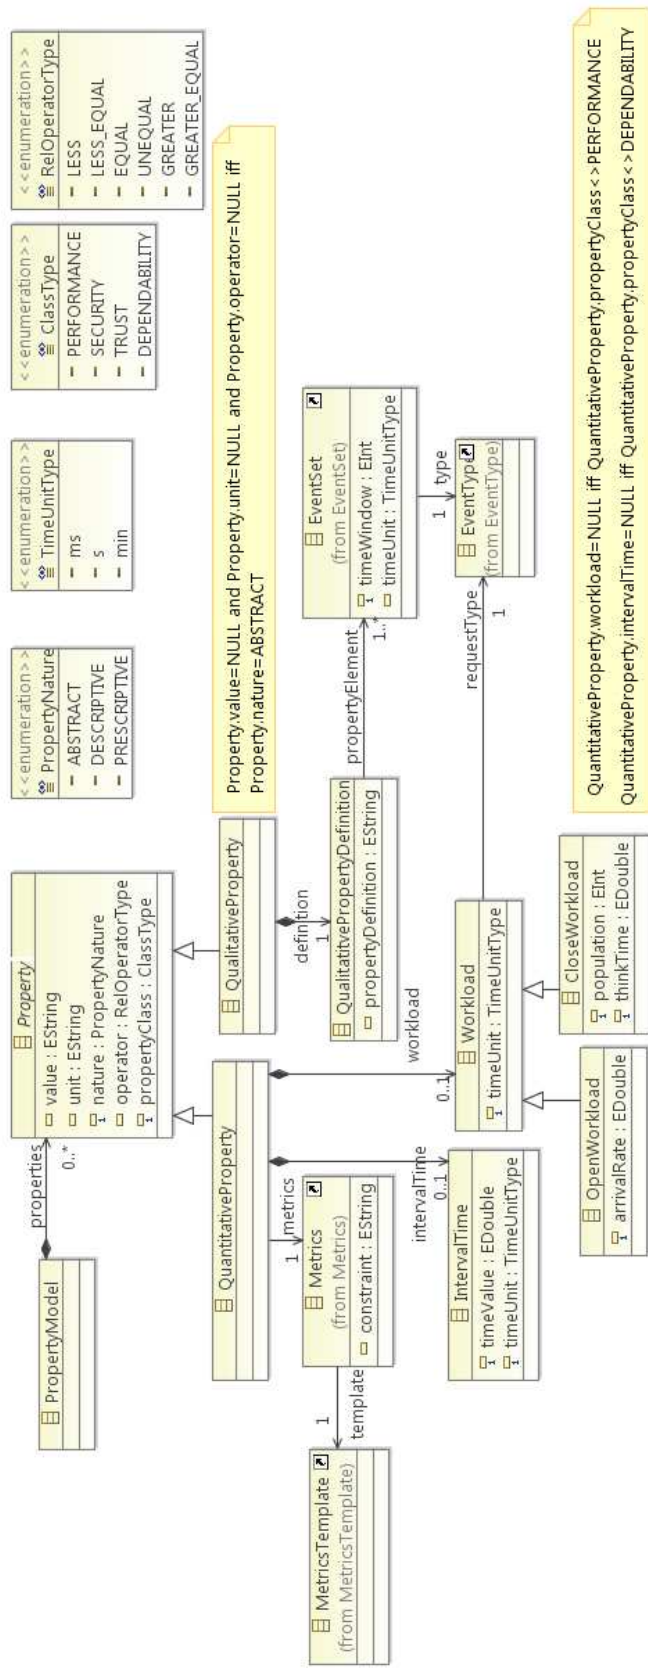 PropertyModel
properties
0..*
Property
value : EString
unit : EString
nature : PropertyNature
operator : RelOperatorType
propertyClass : ClassType
<<enumeration>>
PropertyNature
ABSTRACT
DESCRIPTIVE
PRESCRIPTIVE
<<enumeration>>
TimeUnitType
ms
s
min
<<enumeration>>
ClassType
PERFORMANCE
SECURITY
TRUST
DEPENDABILITY
<<enumeration>>
RelOperatorType
LESS
LESS_EQUAL
EQUAL
UNEQUAL
GREATER
GREATER_EQUAL
QuantitativeProperty
QualitativeProperty
Property.value=NULL and Property.unit=NULL and Property.operator=NULL iff
Property.nature=ABSTRACT
MetricsTemplate
(from MetricsTemplate)
1
template
1
metrics
Metrics
(from Metrics)
constraint : EString
definition
1
QualitatitvePropertyDefinition
propertyDefinition : EString
propertyElement
1..*
EventSet
(from EventSet)
timeWindow : EInt
timeUnit : TimeUnitType
intervalTime
0..1
workload
0..1
1
type
IntervalTime
timeValue : EDouble
timeUnit : TimeUnitType
Workload
timeUnit : TimeUnitType
requestType
1
EventType
(from EventType)
OpenWorkload
arrivalRate : EDouble
CloseWorkload
population : EInt
thinkTime : EDouble
QuantitativeProperty.workload=NULL iff QuantitativeProperty.propertyClass<>PERFORMANCE
QuantitativeProperty.intervalTime=NULL iff QuantitativeProperty.propertyClass<>DEPENDABILITY